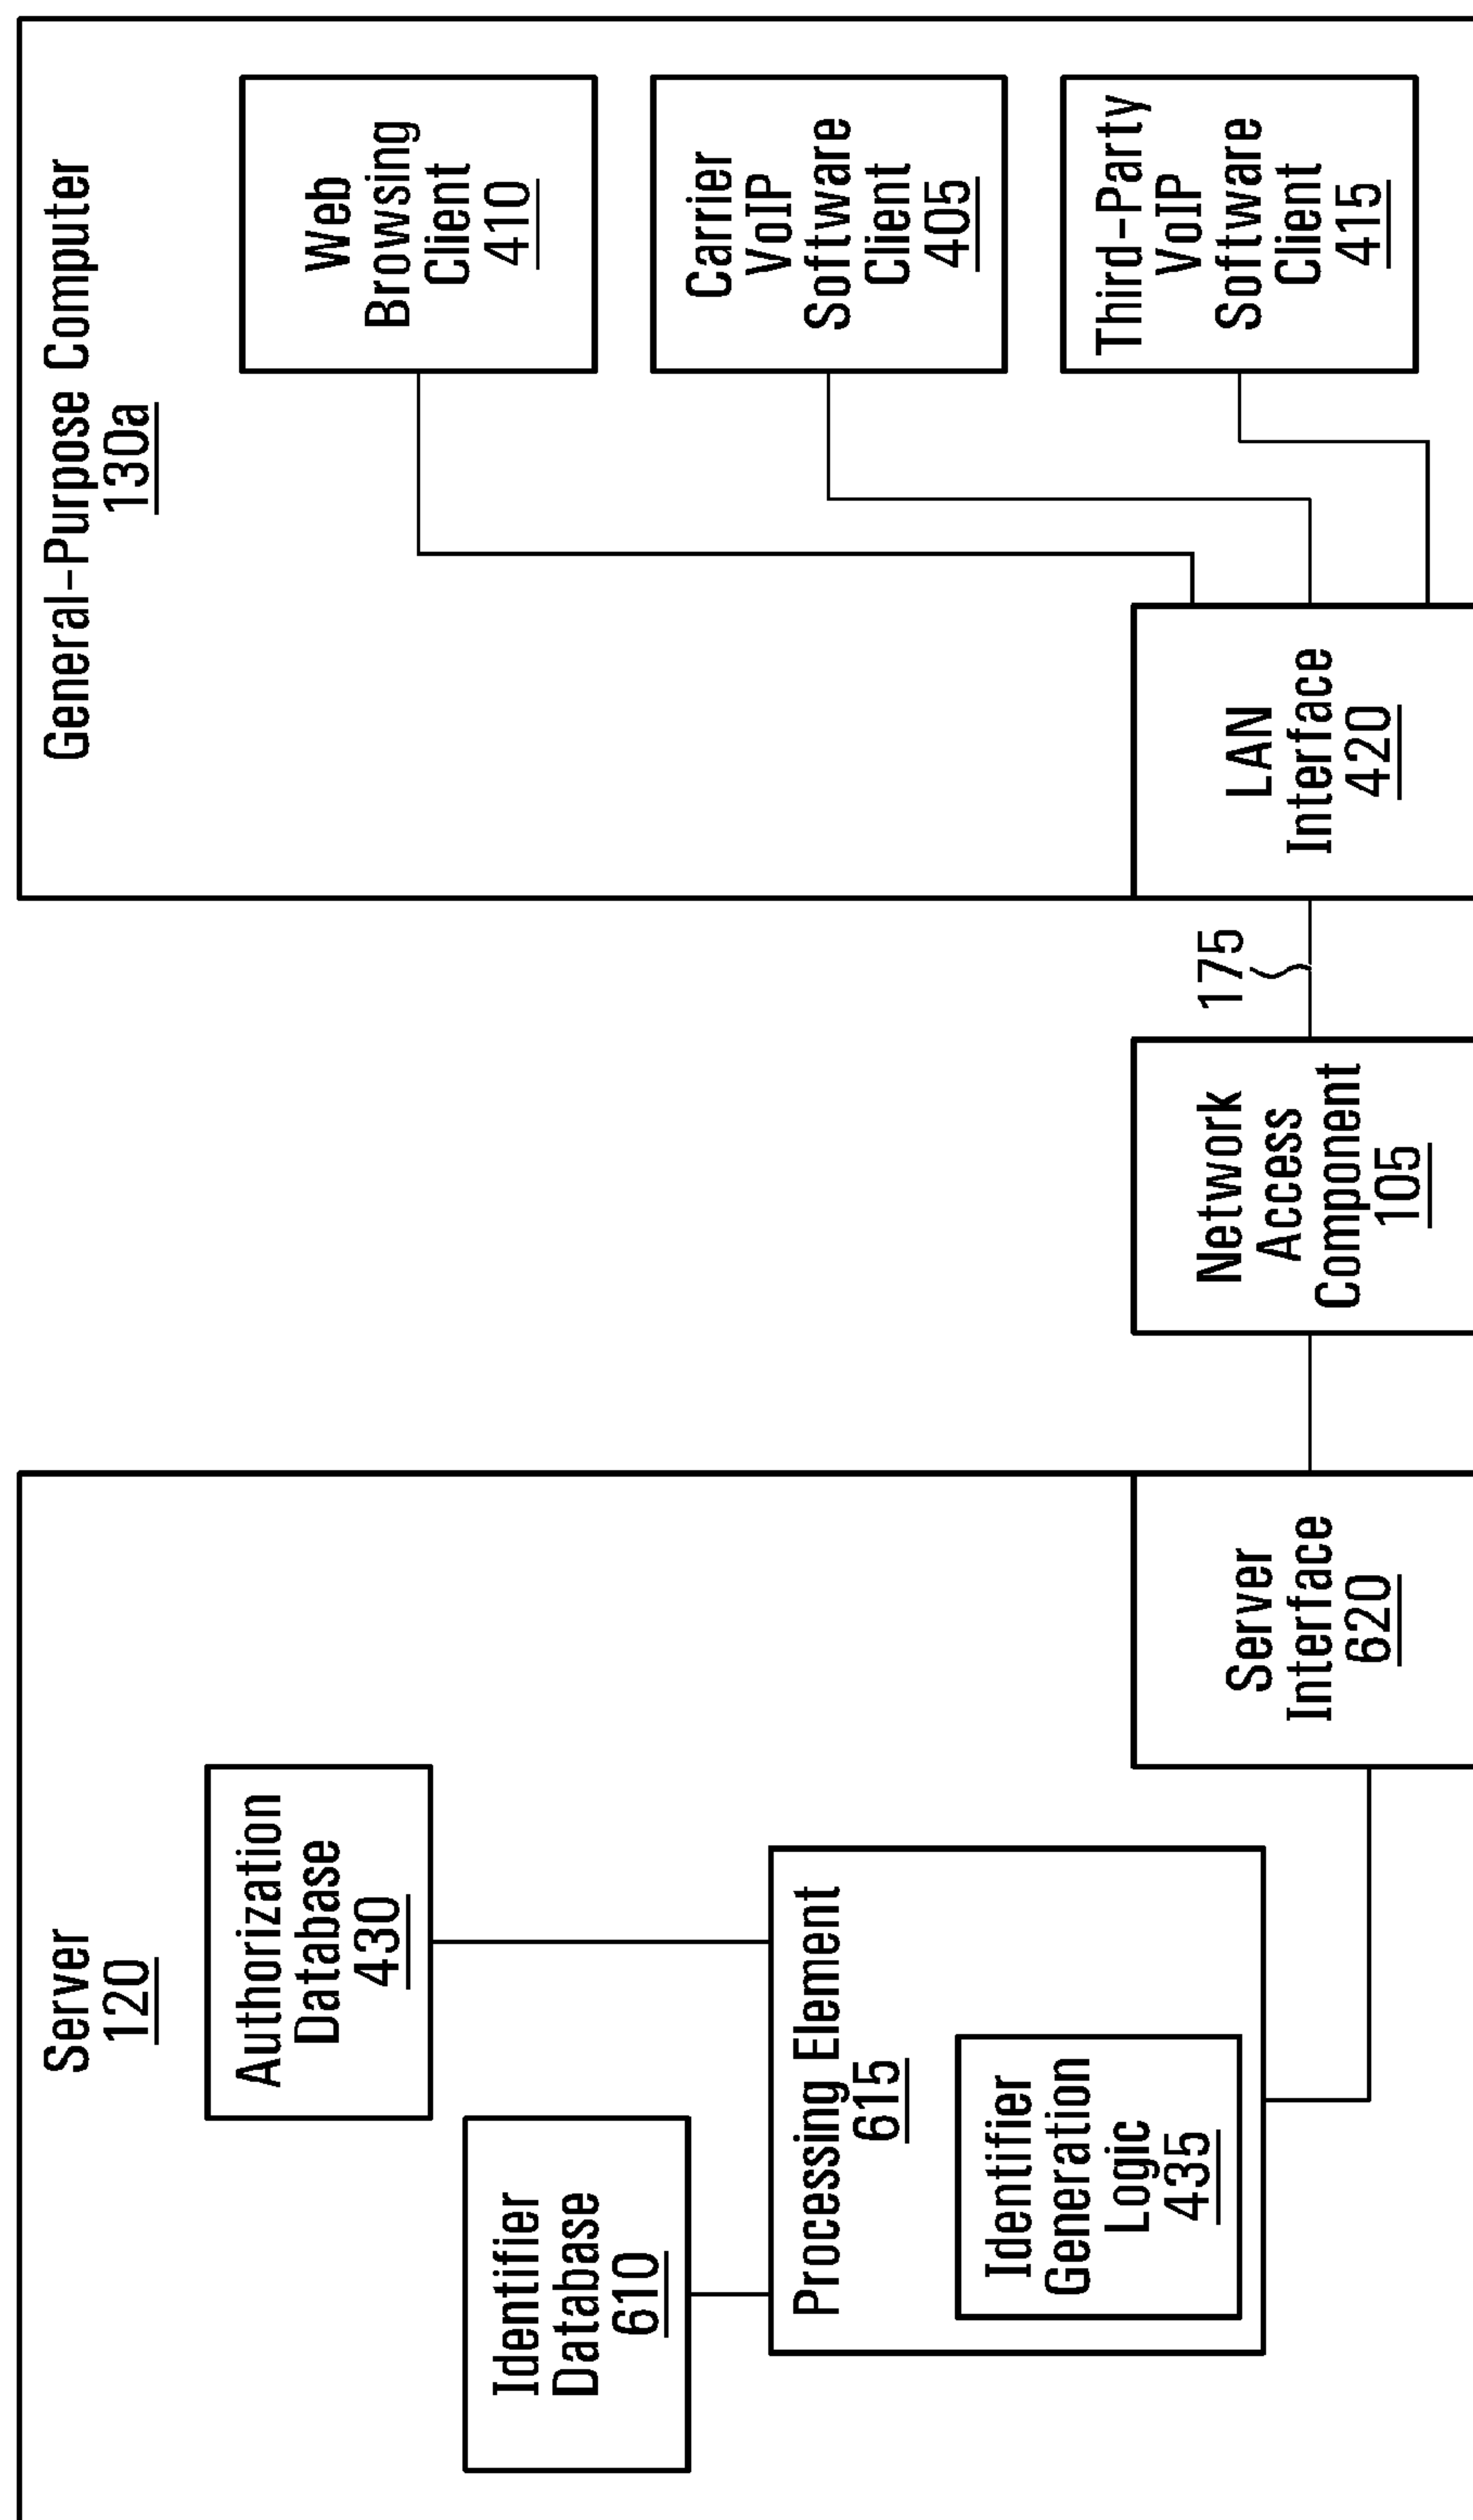 Server
120
Authorization
Database
430
Identifier
Database
610
Processing Element
615
Identifier
Generation
Logic
435
Server
Interface
620
Network
Access
Component
105
175
General-Purpose Computer
130a
Web
Browsing
Client
410
Carrier
VoIP
Software
Client
405
Third-Party
VoIP
Software
Client
415
LAN
Interface
420